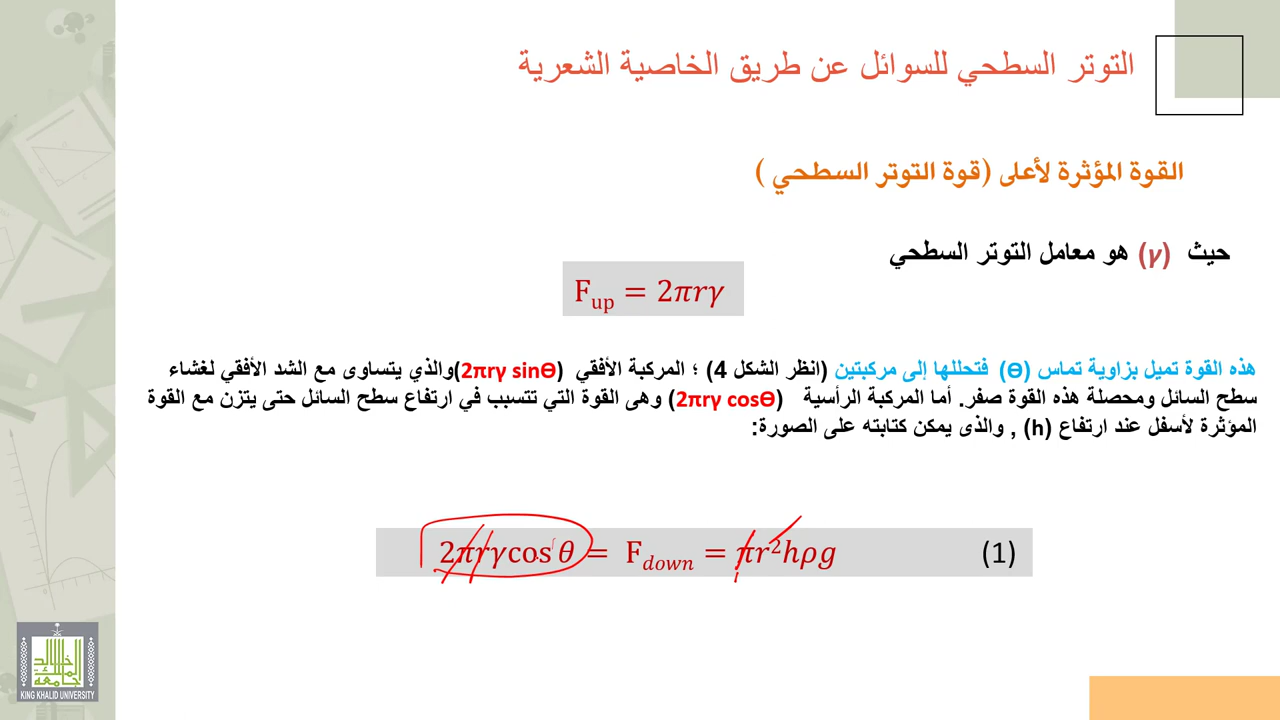 التوتر السطحي للسوائل عن طريق الخاصية الشعرية
القوة المؤثرة لأعلى (قوة التوتر السطحي )
حيث (γ) هو معامل التوتر السطحي
F_up = 2πrγ
هذه القوة تميل بزاوية تماس (Ɵ) فتحللها إلى مركبتين (انظر الشكل 4) ؛ المركبة الأفقي (2πrγ sinƟ)والذي يتساوى مع الشد الأفقي لغشاء
سطح السائل ومحصلة هذه القوة صفر. أما المركبة الرأسية (2πrγ cosƟ) وهى القوة التي تتسبب في ارتفاع سطح السائل حتى يتزن مع القوة
المؤثرة لأسفل عند ارتفاع (h) , والذى يمكن كتابته على الصورة:
2πrγcos θ = F_down = πr²hρg (1)
KING KHALID UNIVERSITY